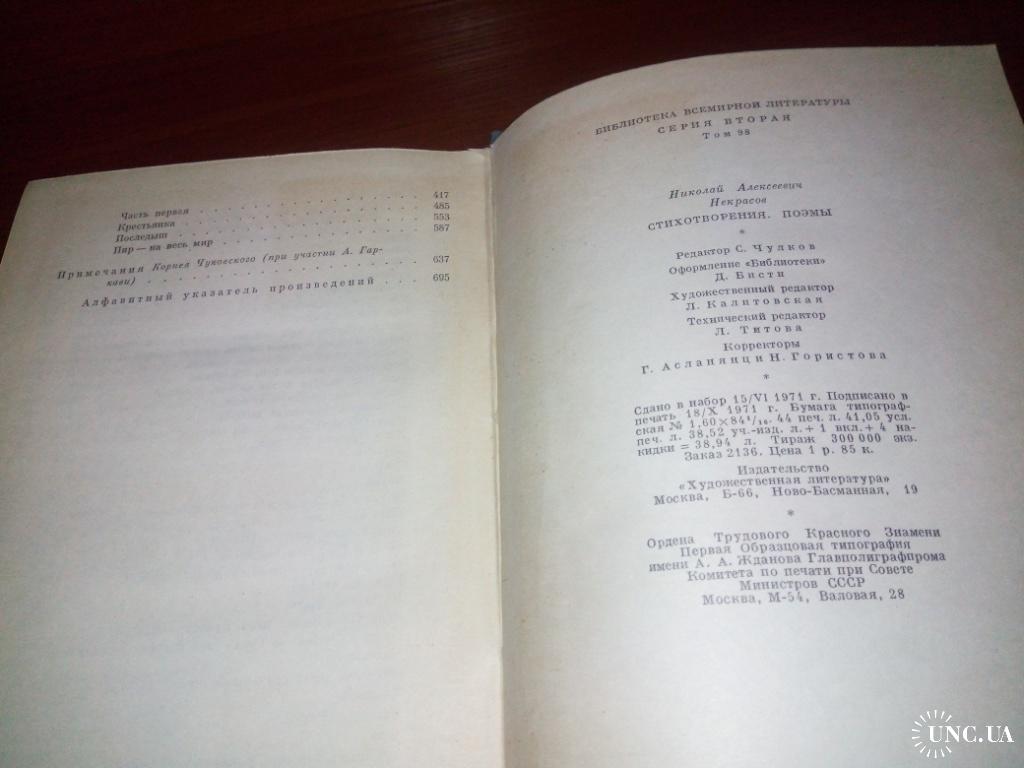 Часть первая . . . . . . . . . . . . . 417
Крестьянка . . . . . . . . . . . . . 485
Последыш . . . . . . . . . . . . . 553
Пир — на весь мир . . . . . . . . . . 587
Примечания Корнея Чуковского (при участии А. Гар-
кави) . . . . . . . . . . . . . . . 637
Алфавитный указатель произведений . . . 695
БИБЛИОТЕКА ВСЕМИРНОЙ ЛИТЕРАТУРЫ
СЕРИЯ ВТОРАЯ
Том 98
Николай Алексеевич
Некрасов
СТИХОТВОРЕНИЯ. ПОЭМЫ
*
Редактор С. Чулков
Оформление «Библиотеки»
Д. Бисти
Художественный редактор
Л. Калитовская
Технический редактор
Л. Титова
Корректоры
Г. Асланянц и Н. Гористова
*
Сдано в набор 15/VI 1971 г. Подписано в
печать 18/X 1971 г. Бумага типограф-
ская № 1,60×84¹/₁₆. 44 печ. л. 41,05 усл.
печ. л. 38,52 уч.-изд. л.+1 вкл.+4 на-
кидки = 38,94 л. Тираж 300 000 экз.
Заказ 2136. Цена 1 р. 85 к.
Издательство
«Художественная литература»
Москва, Б-66, Ново-Басманная, 19
*
Ордена Трудового Красного Знамени
Первая Образцовая типография
имени А. А. Жданова Главполиграфпрома
Комитета по печати при Совете
Министров СССР
Москва, М-54, Валовая, 28
UNC.UA